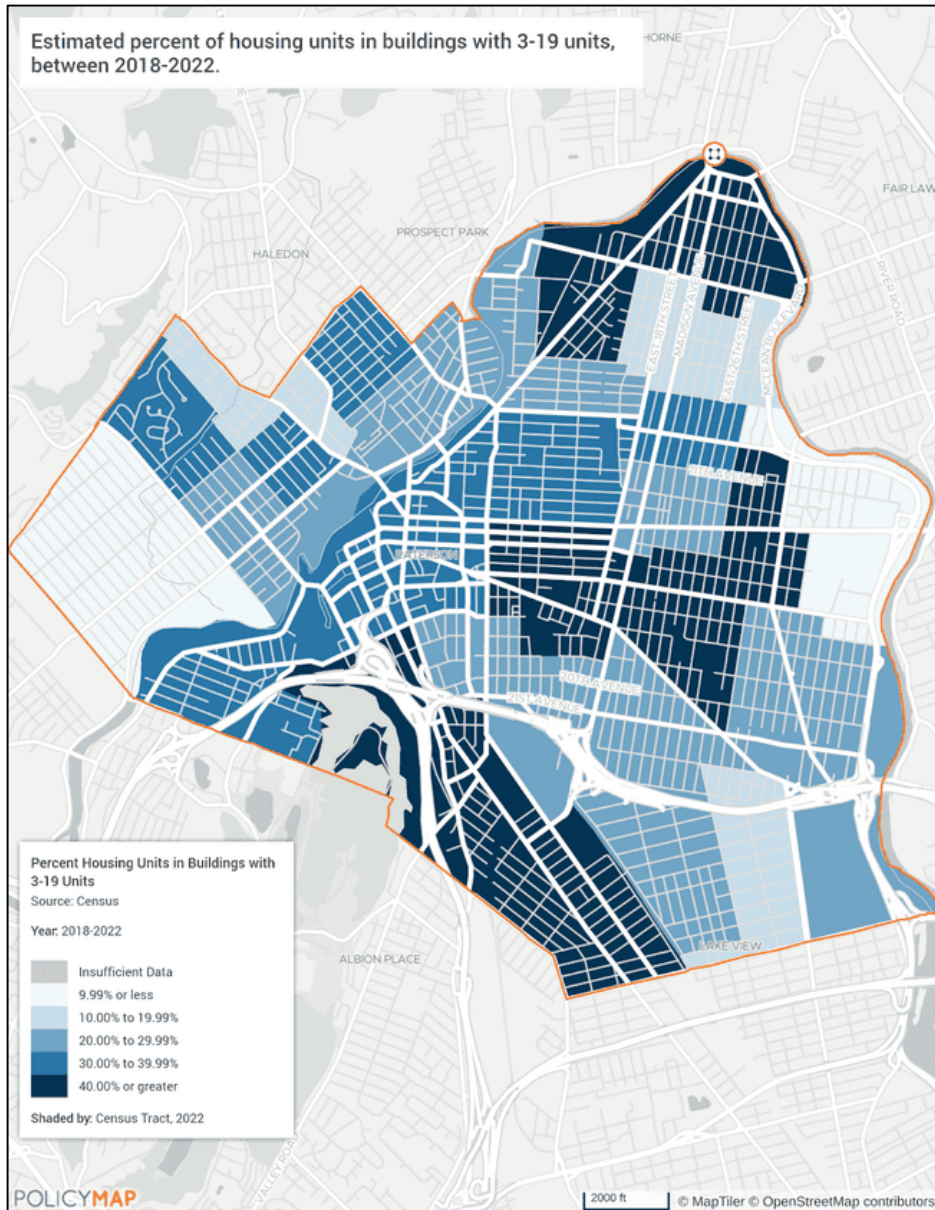 Estimated percent of housing units in buildings with 3-19 units,
between 2018-2022.
HORNE
FAIR LAW
PROSPECT PARK
HALEDON
RIVER ROAD
EAST 18TH STREET
MADISON AVENUE
EAST 26TH STREET
MCLEAN BOULEVARD
11TH AVENUE
PATERSON
20TH AVENUE
21ST AVENUE
LAKE VIEW
ALBION PLACE
VALLEY ROAD
Percent Housing Units in Buildings with
3-19 Units
Source: Census
Year: 2018-2022
Insufficient Data
9.99% or less
10.00% to 19.99%
20.00% to 29.99%
30.00% to 39.99%
40.00% or greater
Shaded by: Census Tract, 2022
POLICYMAP
2000 ft
© MapTiler © OpenStreetMap contributors